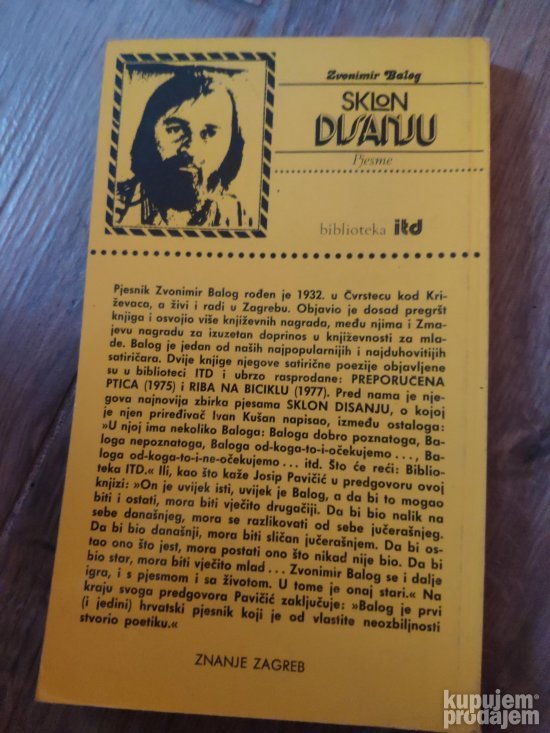 Zvonimir Balog
SKLON
DISANJU
Pjesme
biblioteka itd
Pjesnik Zvonimir Balog rođen je 1932. u Čvrstecu kod Kri-
ževaca, a živi i radi u Zagrebu. Objavio je dosad pregršt
knjiga i osvojio više književnih nagrada, među njima i Zma-
jevu nagradu za izuzetan doprinos u književnosti za mla-
de. Balog je jedan od naših najpopularnijih i najduhovitijih
satiričara. Dvije knjige njegove satirične poezije objavljene
su u biblioteci ITD i ubrzo rasprodane: PREPORUČENA
PTICA (1975) i RIBA NA BICIKLU (1977). Pred nama je nje-
gova najnovija zbirka pjesama SKLON DISANJU, o kojoj
je njen priređivač Ivan Kušan napisao, između ostaloga:
»U njoj ima nekoliko Baloga: Baloga dobro poznatoga, Ba-
loga nepoznatoga, Baloga od-koga-to-i-očekujemo . . ., Ba-
loga od-koga-to-i-ne-očekujemo . . . itd. Što će reći: Biblio-
teka ITD.« Ili, kao što kaže Josip Pavičić u predgovoru ovoj
knjizi: »On je uvijek isti, uvijek je Balog, a da bi to mogao
biti i ostati, mora biti vječito drugačiji. Da bi bio nalik na
sebe današnjeg, mora se razlikovati od sebe jučerašnjeg.
Da bi bio današnji, mora biti sličan jučerašnjem. Da bi os-
tao ono što jest, mora postati ono što nikad nije bio. Da bi
bio star, mora biti vječito mlad . . . Zvonimir Balog se i dalje
igra, i s pjesmom i sa životom. U tome je onaj stari.« Na
kraju svoga predgovora Pavičić zaključuje: »Balog je prvi
(i jedini) hrvatski pjesnik koji je od vlastite neozbiljnosti
stvorio poetiku.«
ZNANJE ZAGREB
kupujem
prodajem